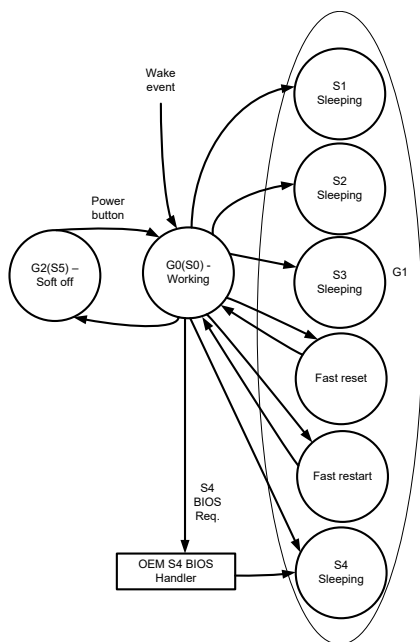 Wake
event
S1
Sleeping
Power
button
S2
Sleeping
G2(S5) –
Soft off
G0(S0) -
Working
S3
Sleeping
G1
Fast reset
Fast restart
S4
BIOS
Req.
OEM S4 BIOS
Handler
S4
Sleeping